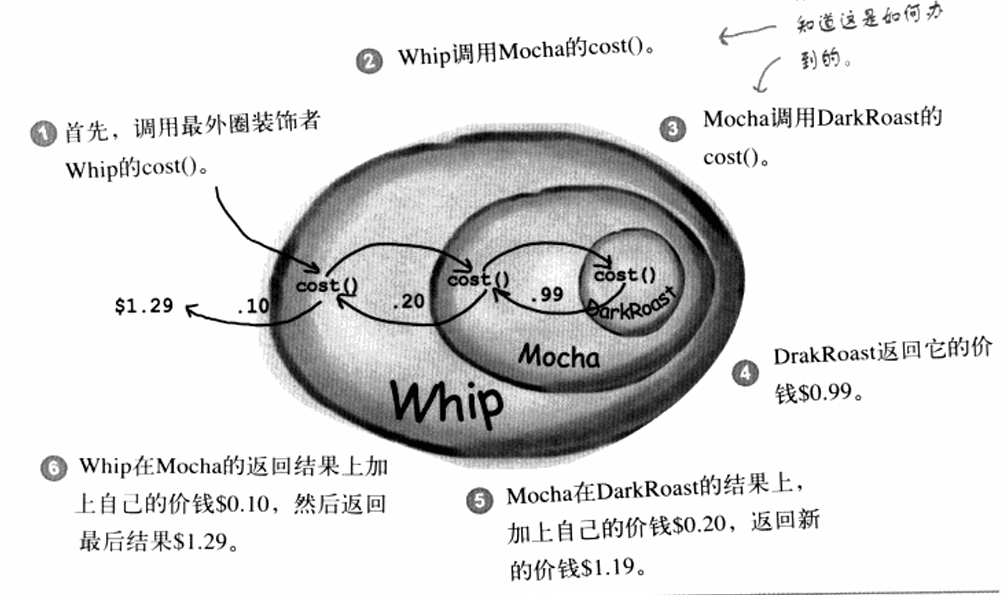 知道这是如何办
到的。
② Whip调用Mocha的cost()。
① 首先，调用最外圈装饰者
Whip的cost()。
③ Mocha调用DarkRoast的
cost()。
cost()
cost()
cost()
$1.29
.10
.20
.99
DarkRoast
Mocha
Whip
④ DrakRoast返回它的价
钱$0.99。
⑥ Whip在Mocha的返回结果上加
上自己的价钱$0.10，然后返回
最后结果$1.29。
⑤ Mocha在DarkRoast的结果上，
加上自己的价钱$0.20，返回新
的价钱$1.19。